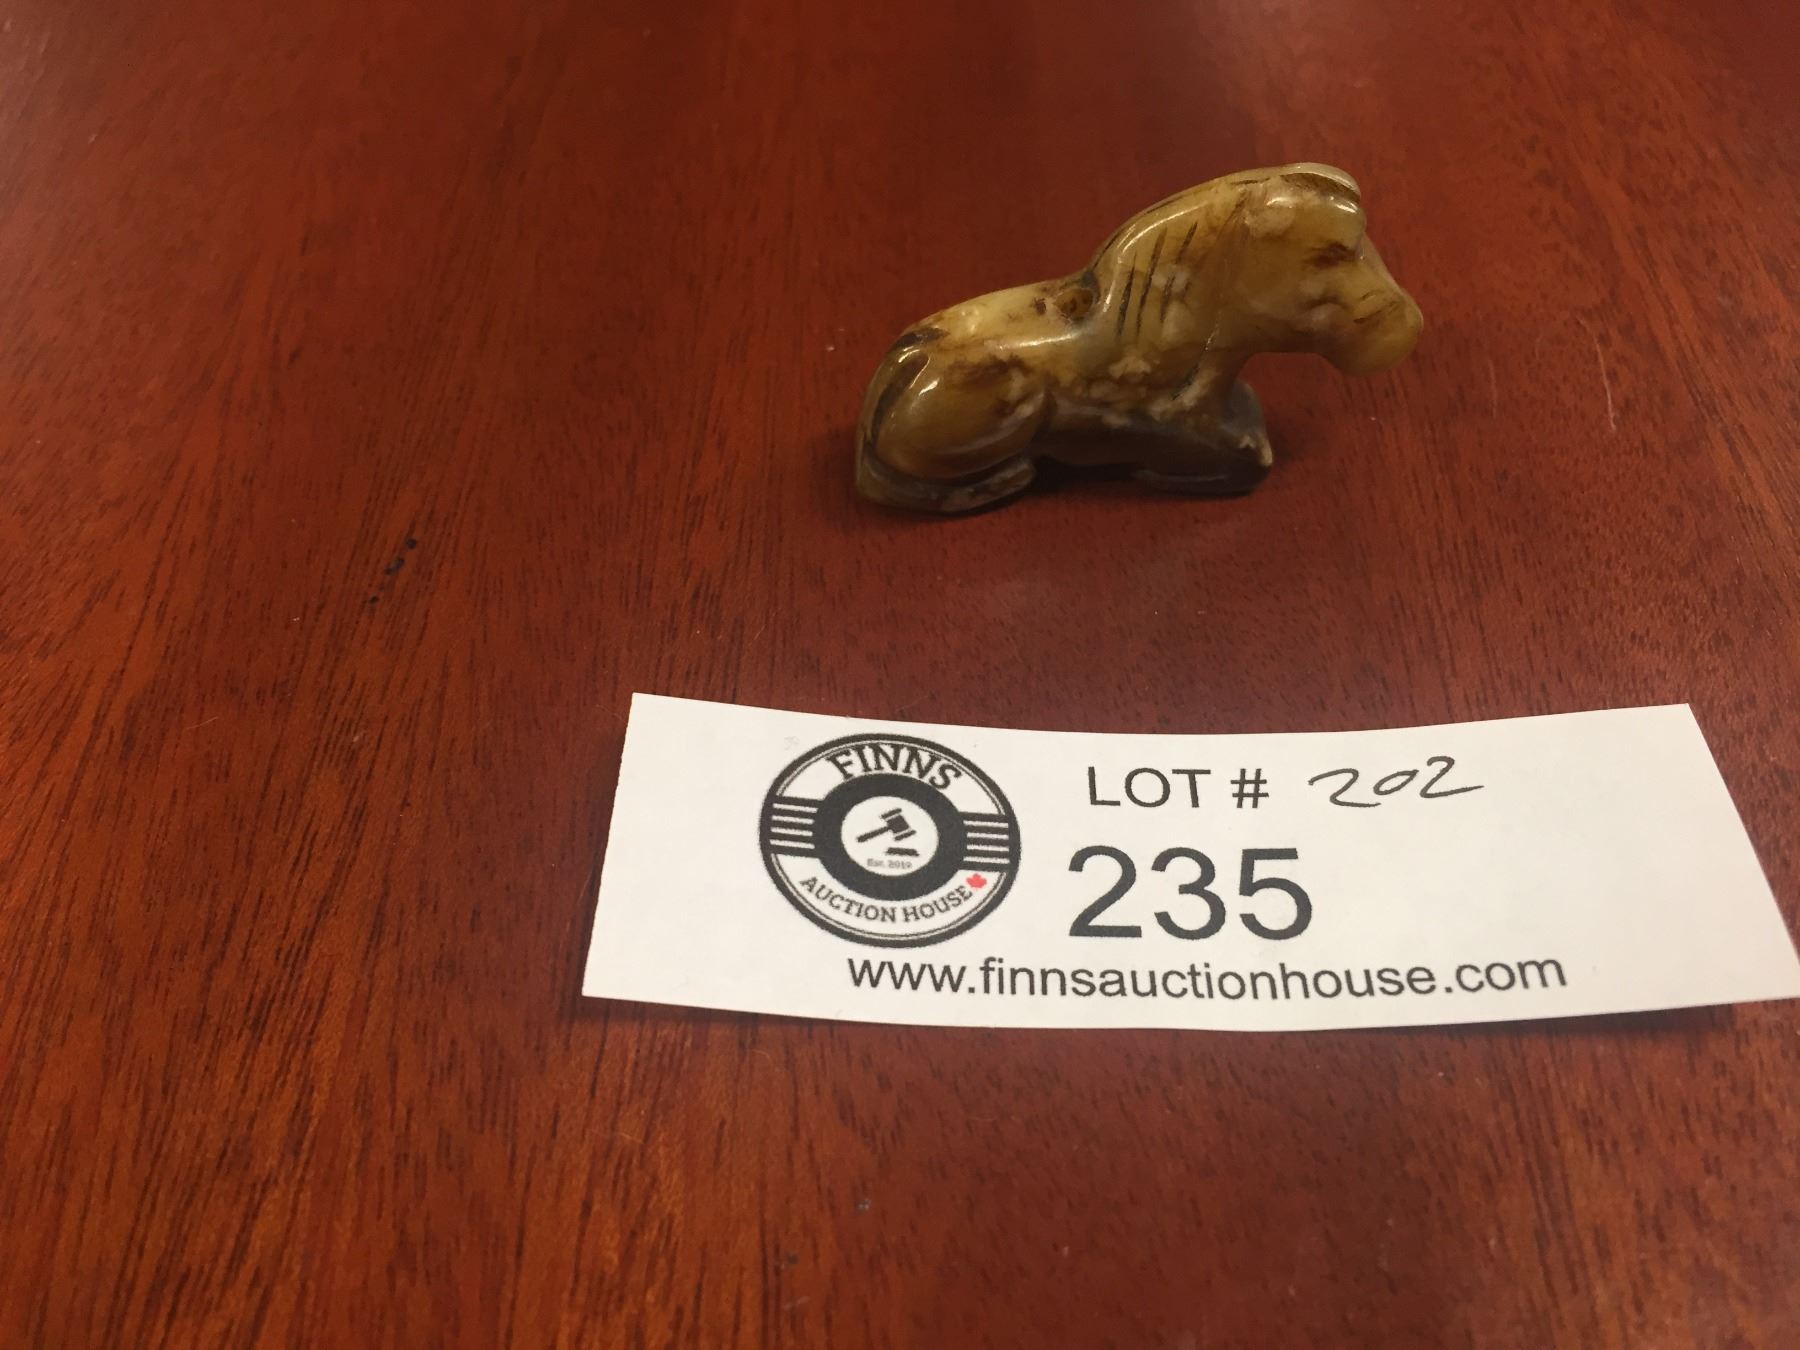 FINNS
Est. 2019
AUCTION HOUSE
LOT # 202
235
www.finnsauctionhouse.com